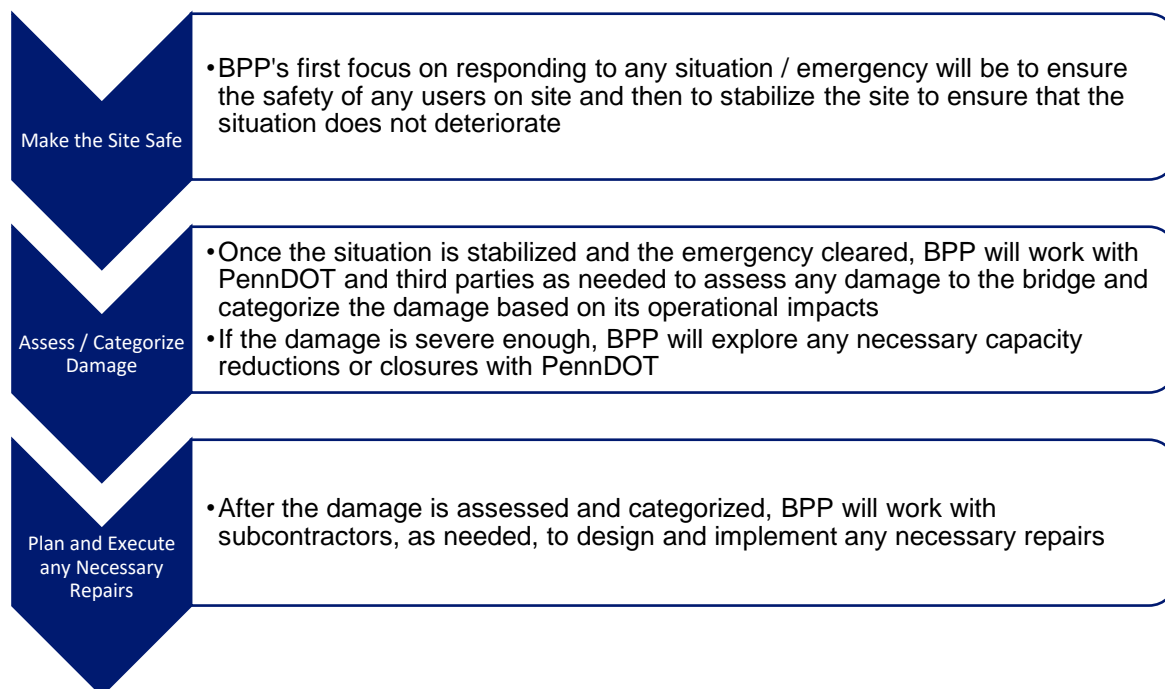 Make the Site Safe
•BPP's first focus on responding to any situation / emergency will be to ensure
the safety of any users on site and then to stabilize the site to ensure that the
situation does not deteriorate
Assess / Categorize
Damage
•Once the situation is stabilized and the emergency cleared, BPP will work with
PennDOT and third parties as needed to assess any damage to the bridge and
categorize the damage based on its operational impacts
•If the damage is severe enough, BPP will explore any necessary capacity
reductions or closures with PennDOT
Plan and Execute
any Necessary
Repairs
•After the damage is assessed and categorized, BPP will work with
subcontractors, as needed, to design and implement any necessary repairs